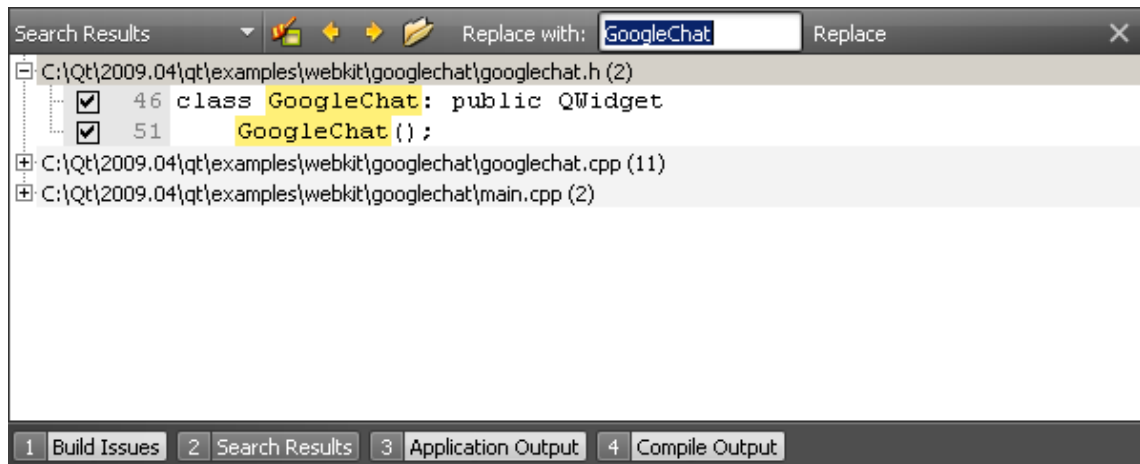 Search Results Replace with: GoogleChat Replace
C:\Qt\2009.04\qt\examples\webkit\googlechat\googlechat.h (2)
46 class GoogleChat: public QWidget
51 GoogleChat();
C:\Qt\2009.04\qt\examples\webkit\googlechat\googlechat.cpp (11)
C:\Qt\2009.04\qt\examples\webkit\googlechat\main.cpp (2)
1 Build Issues 2 Search Results 3 Application Output 4 Compile Output